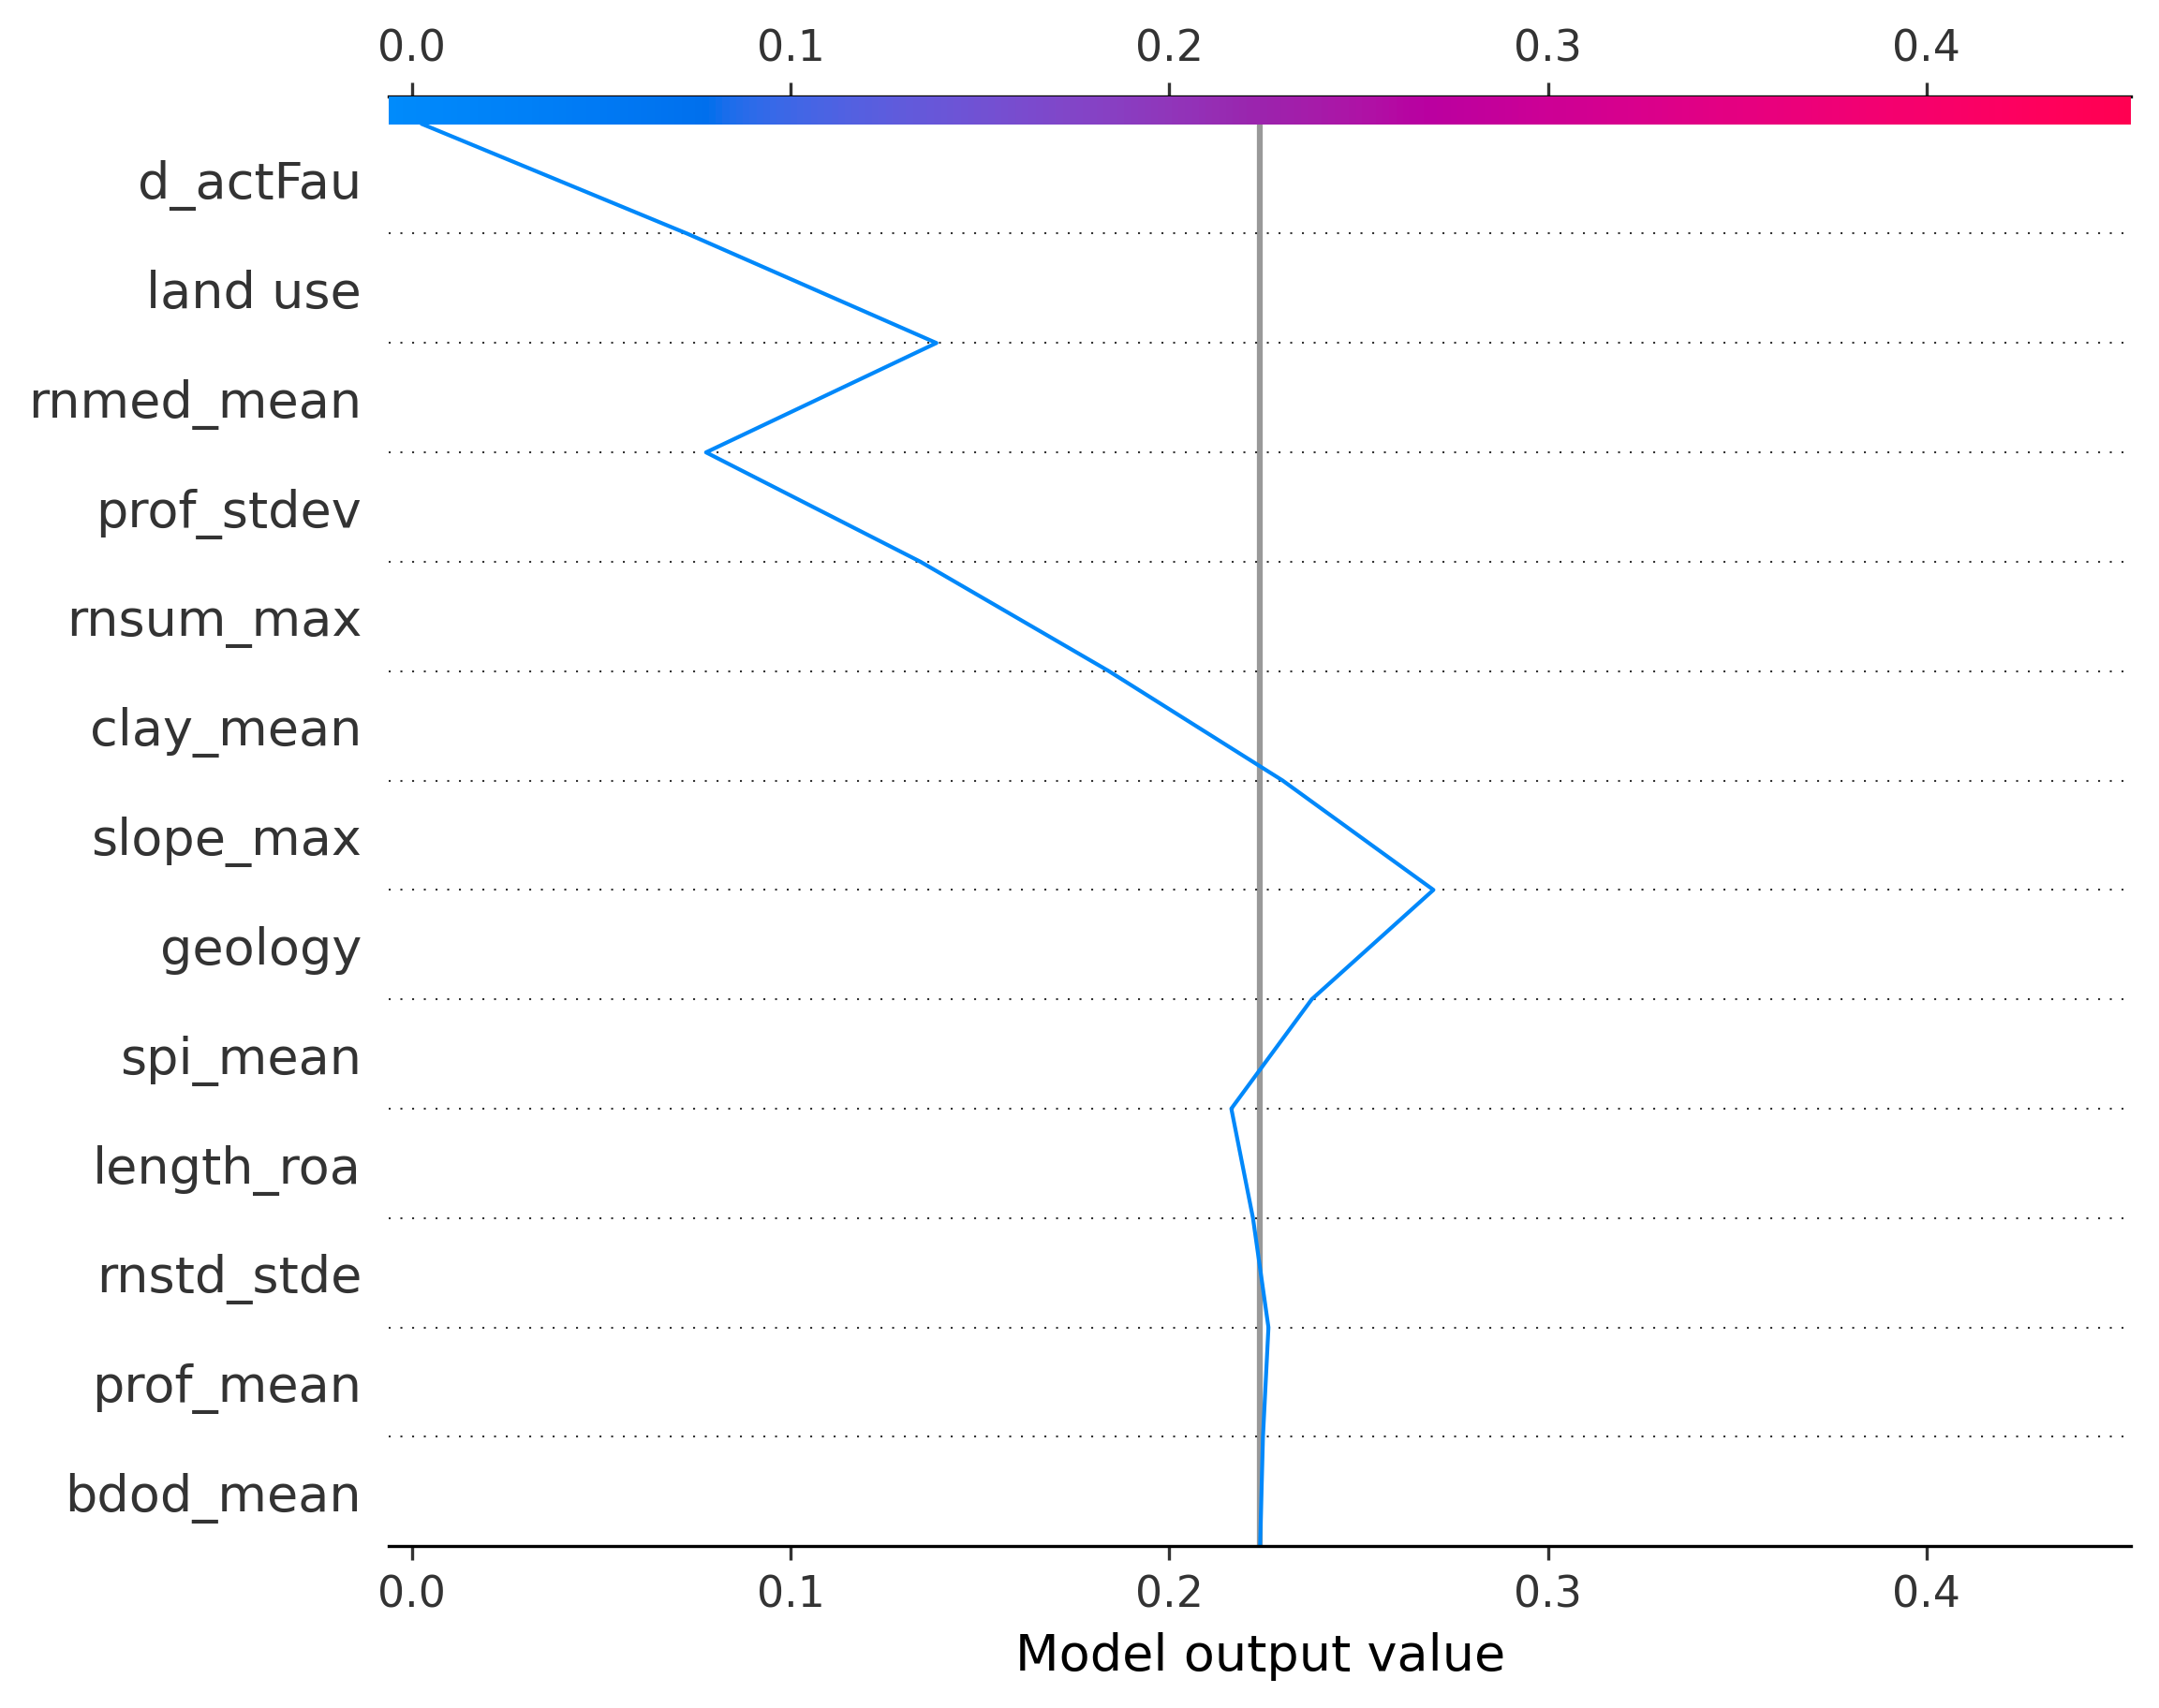 0.0 0.1 0.2 0.3 0.4
d_actFau
land use
rnmed_mean
prof_stdev
rnsum_max
clay_mean
slope_max
geology
spi_mean
length_roa
rnstd_stde
prof_mean
bdod_mean
0.0 0.1 0.2 0.3 0.4
Model output value